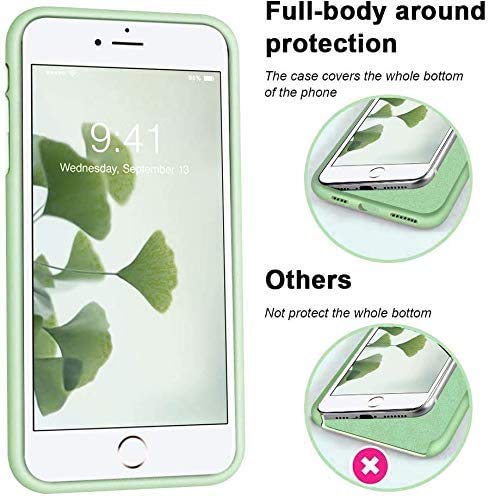 Full-body around
protection
The case covers the whole bottom
of the phone
98%
9:41
Wednesday, September 13
Others
Not protect the whole bottom